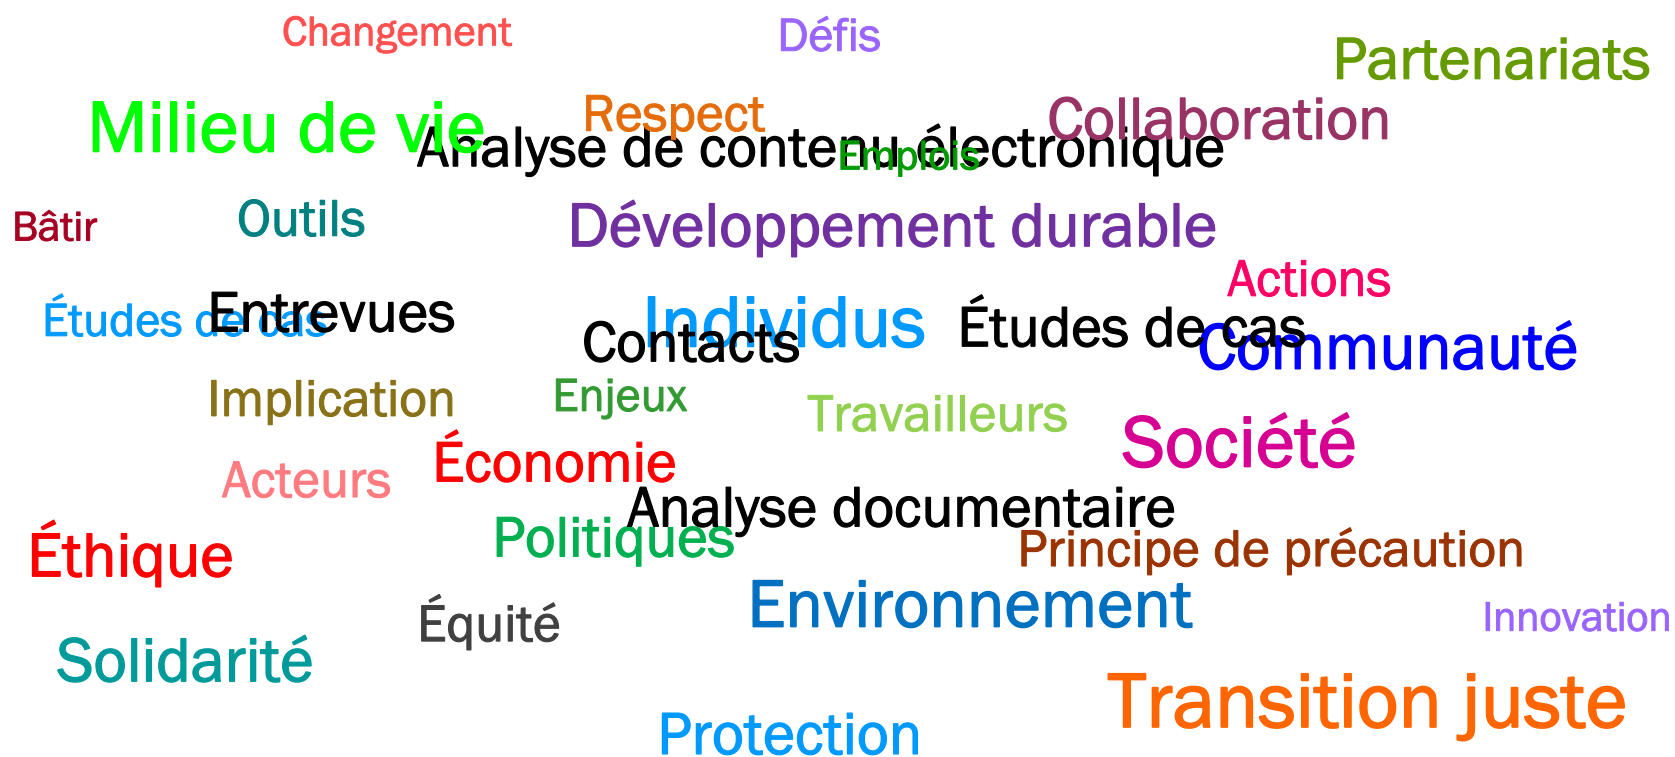 Changement
Défis
Partenariats
Milieu de vie
Respect
Collaboration
Analyse de contenu électronique
Emplois
Bâtir
Outils
Développement durable
Actions
Études de cas
Entrevues
Individus
Contacts
Études de cas
Communauté
Implication
Enjeux
Travailleurs
Société
Acteurs
Économie
Analyse documentaire
Politiques
Éthique
Principe de précaution
Environnement
Équité
Innovation
Solidarité
Transition juste
Protection